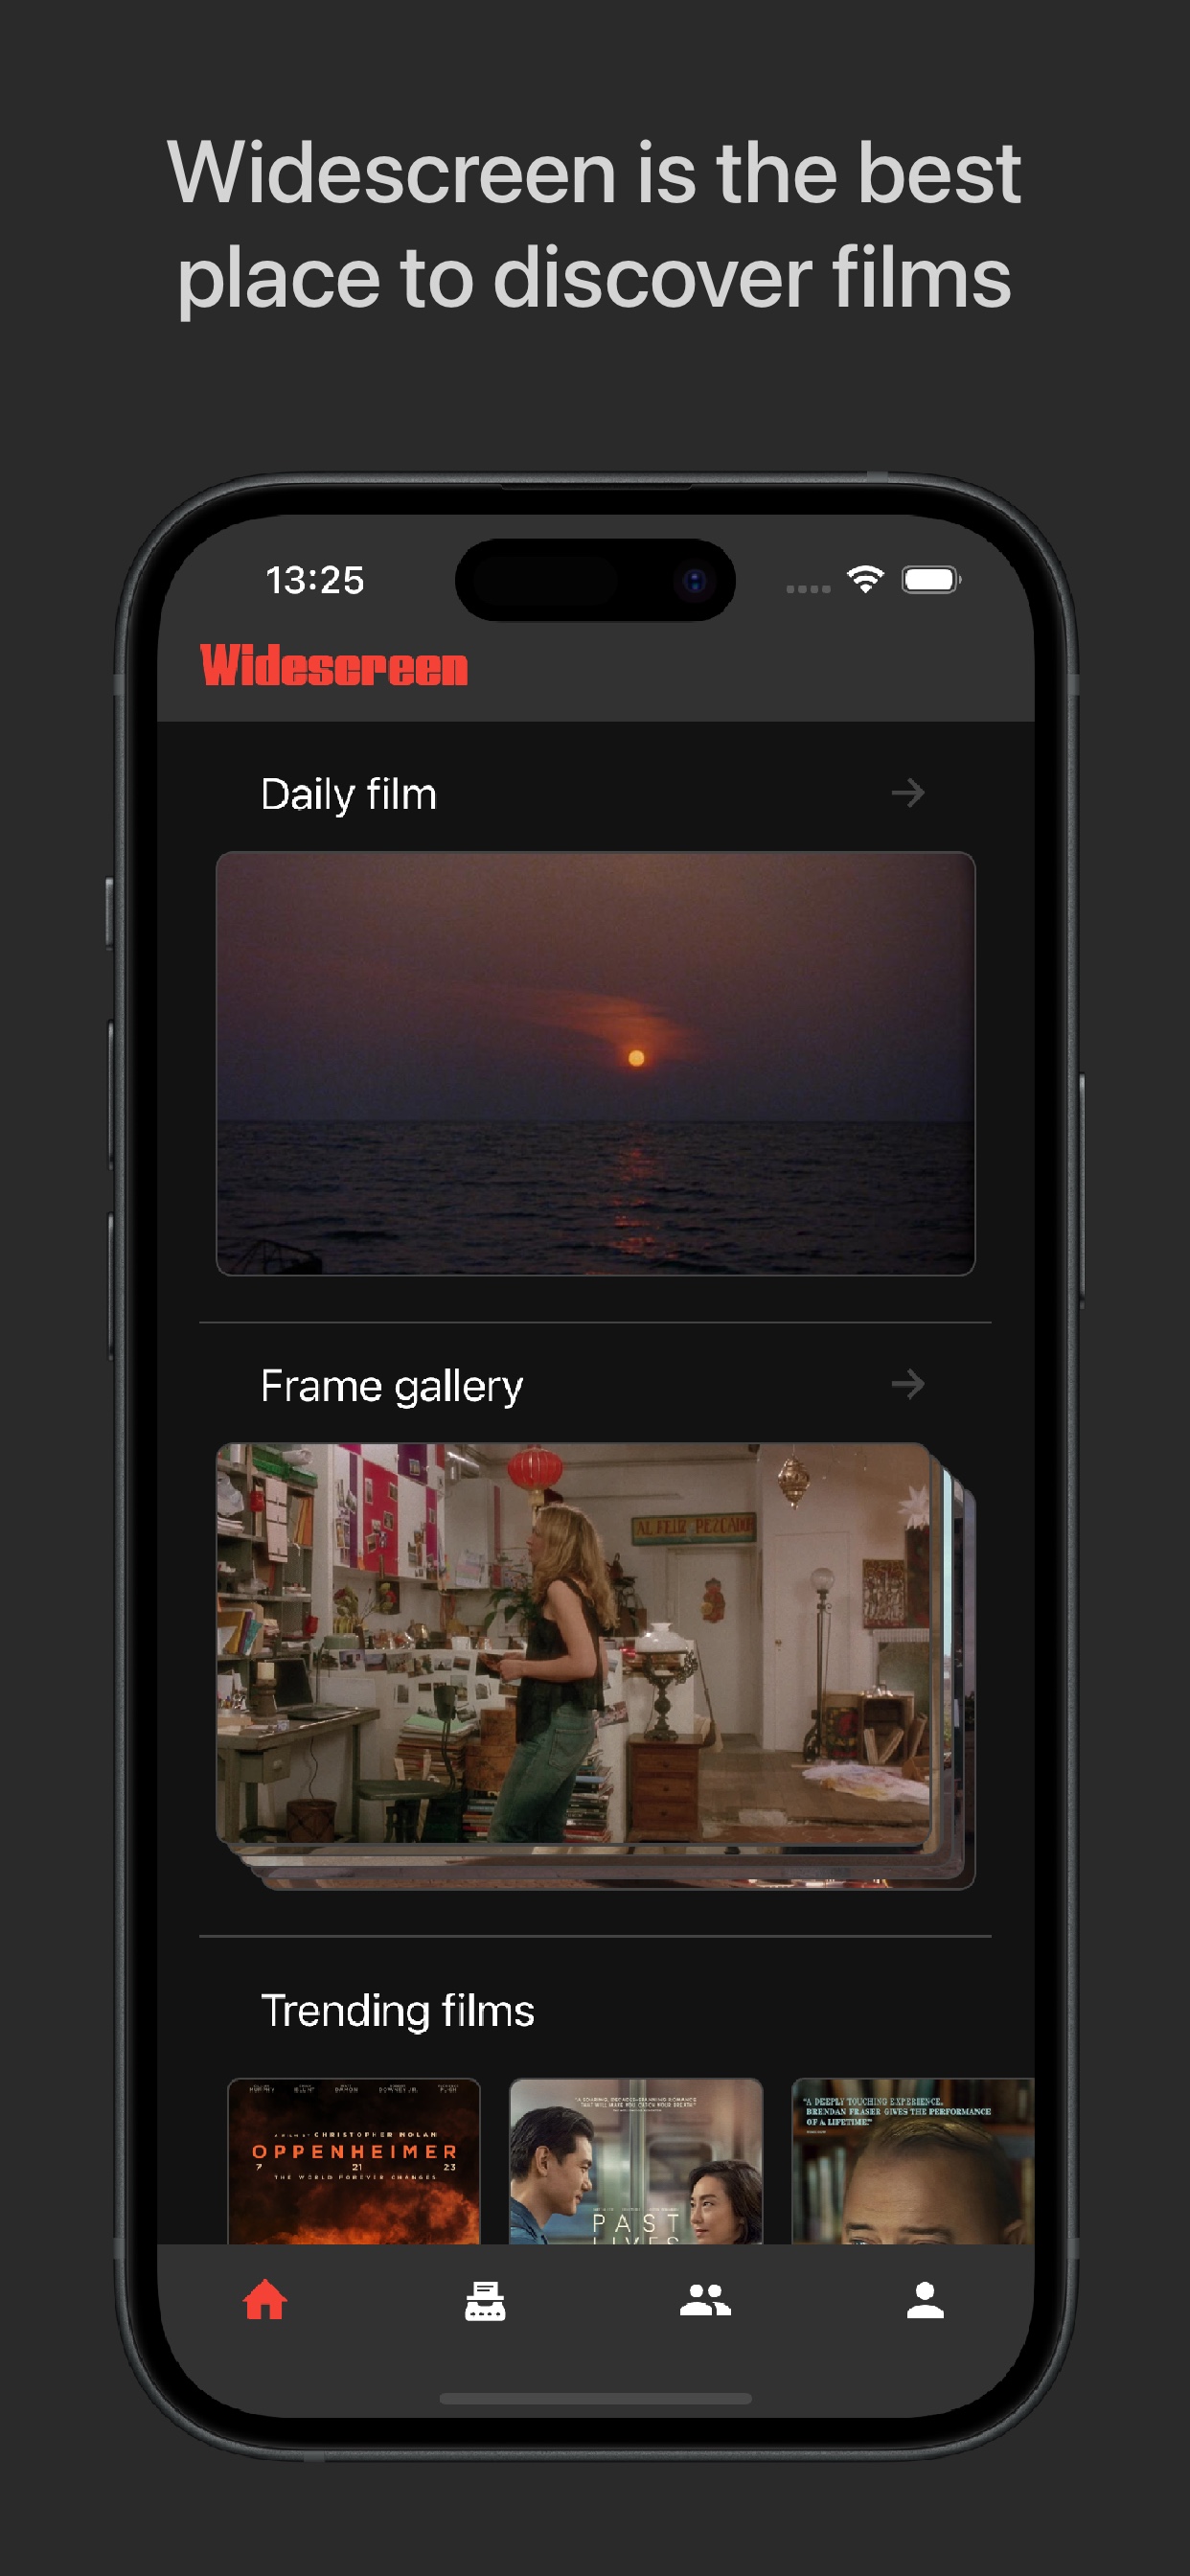 Widescreen is the best
place to discover films
13:25
Widescreen
Daily film
Frame gallery
AL FELIZ PEZCADOR
Trending films
A FILM BY CHRISTOPHER NOLAN
OPPENHEIMER
7 21 23
THE WORLD FOREVER CHANGES
PAST
LIVES
"A DEEPLY TOUCHING EXPERIENCE.
BRENDAN FRASER GIVES THE PERFORMANCE
OF A LIFETIME."